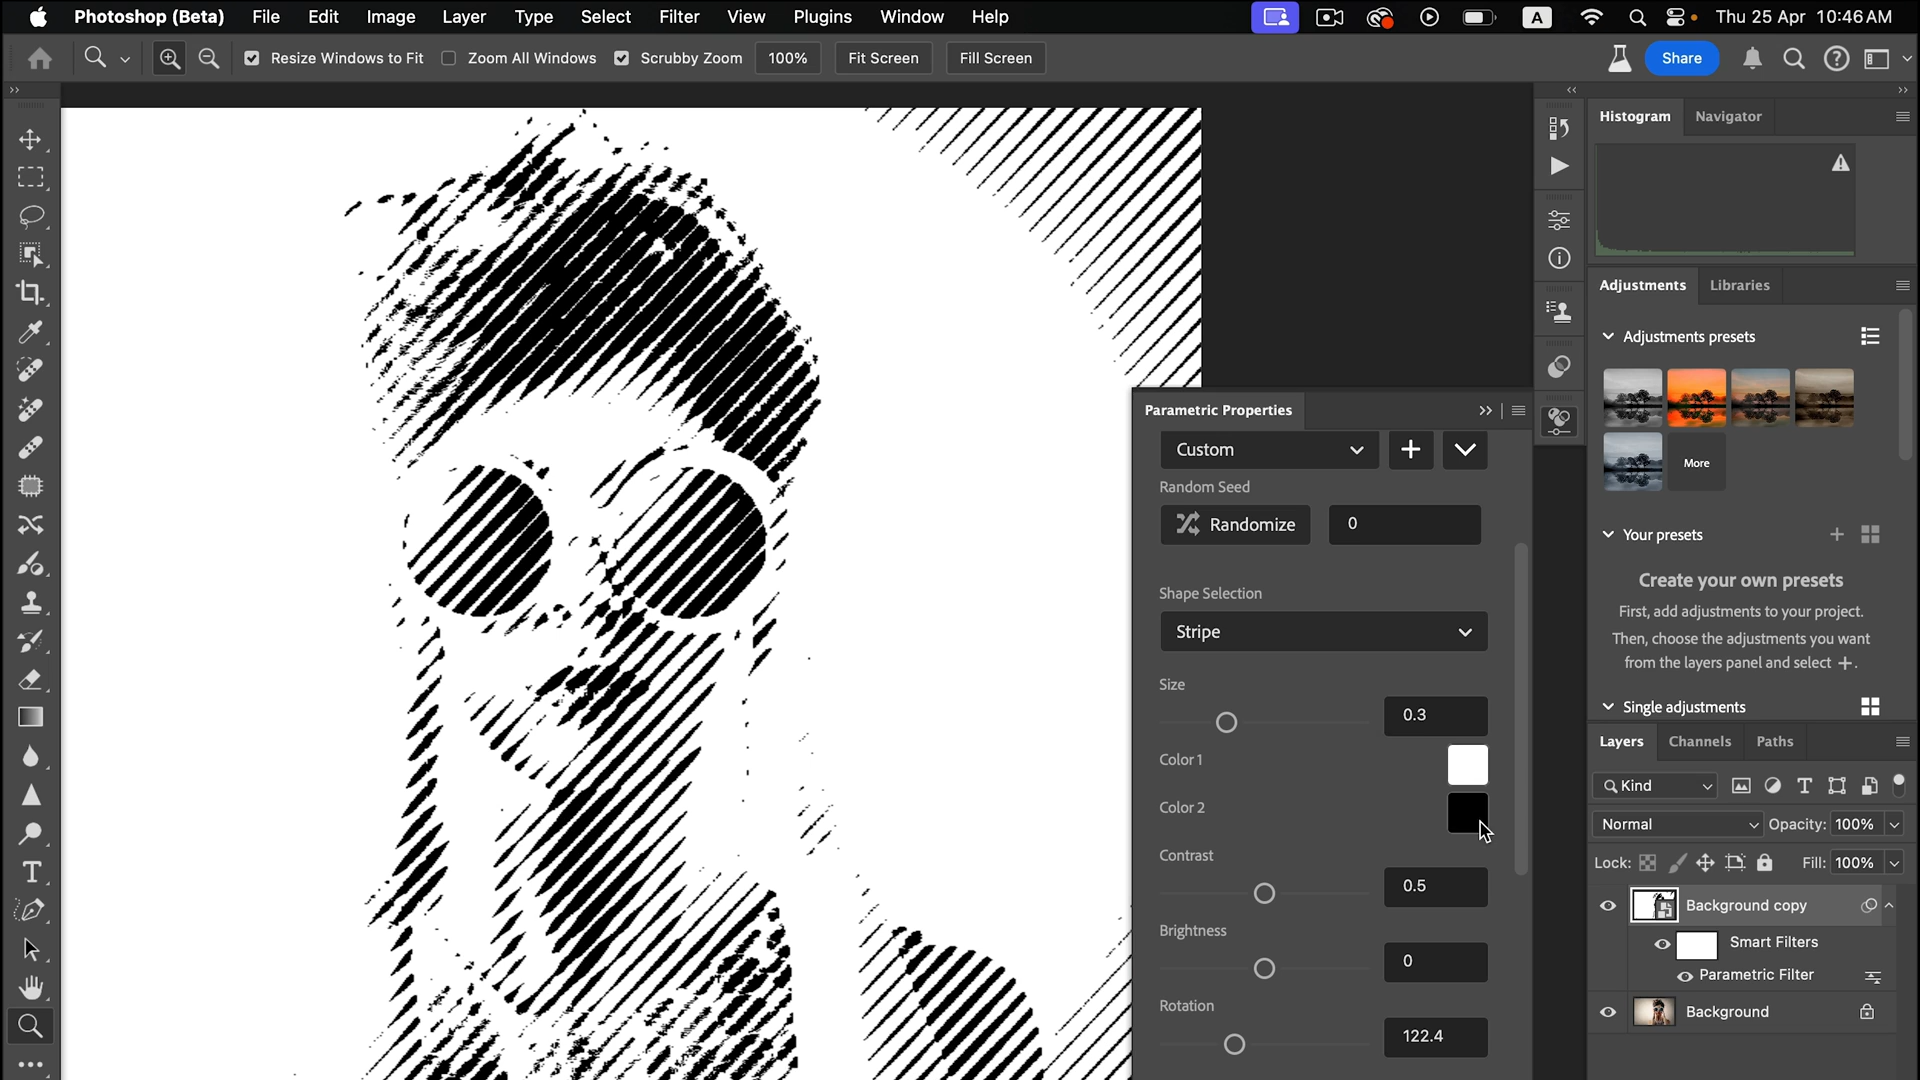 Photoshop (Beta) File Edit Image Layer Type Select Filter View Plugins Window Help A Thu 25 Apr 10:46 AM
Resize Windows to Fit Zoom All Windows Scrubby Zoom 100% Fit Screen Fill Screen Share
Histogram Navigator
Adjustments Libraries
Adjustments presets
More
Your presets
Create your own presets
First, add adjustments to your project.
Then, choose the adjustments you want
from the layers panel and select +.
Single adjustments
Parametric Properties
Custom
Random Seed
Randomize 0
Shape Selection
Stripe
Size
0.3
Color 1
Color 2
Contrast
0.5
Brightness
0
Rotation
122.4
Layers Channels Paths
Kind
Normal Opacity: 100%
Lock: Fill: 100%
Background copy
Smart Filters
Parametric Filter
Background